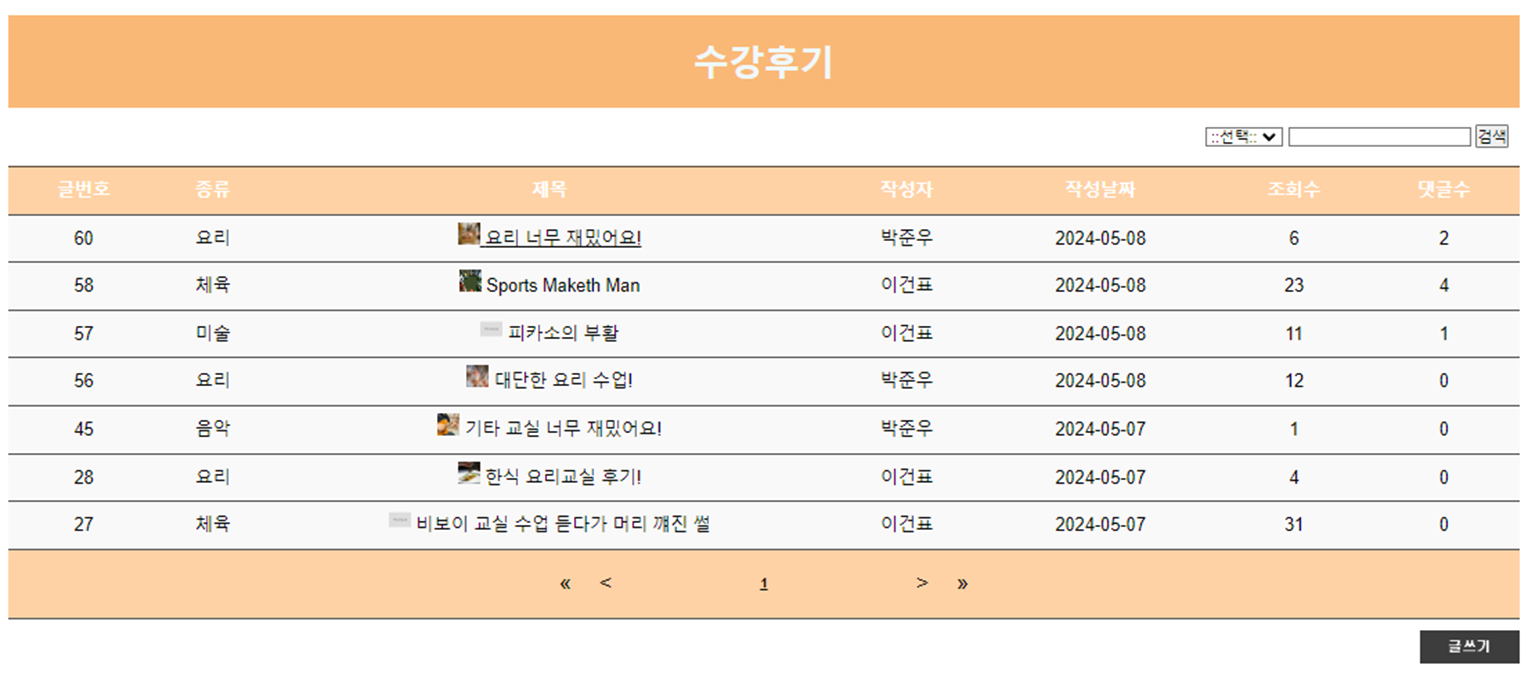 수강후기
::선택:: 검색
글번호 종류 제목 작성자 작성날짜 조회수 댓글수
60 요리 요리 너무 재밌어요! 박준우 2024-05-08 6 2
58 체육 Sports Maketh Man 이건표 2024-05-08 23 4
57 미술 피카소의 부활 이건표 2024-05-08 11 1
56 요리 대단한 요리 수업! 박준우 2024-05-08 12 0
45 음악 기타 교실 너무 재밌어요! 박준우 2024-05-07 1 0
28 요리 한식 요리교실 후기! 이건표 2024-05-07 4 0
27 체육 비보이 교실 수업 듣다가 머리 깨진 썰 이건표 2024-05-07 31 0
« < 1 > »
글쓰기